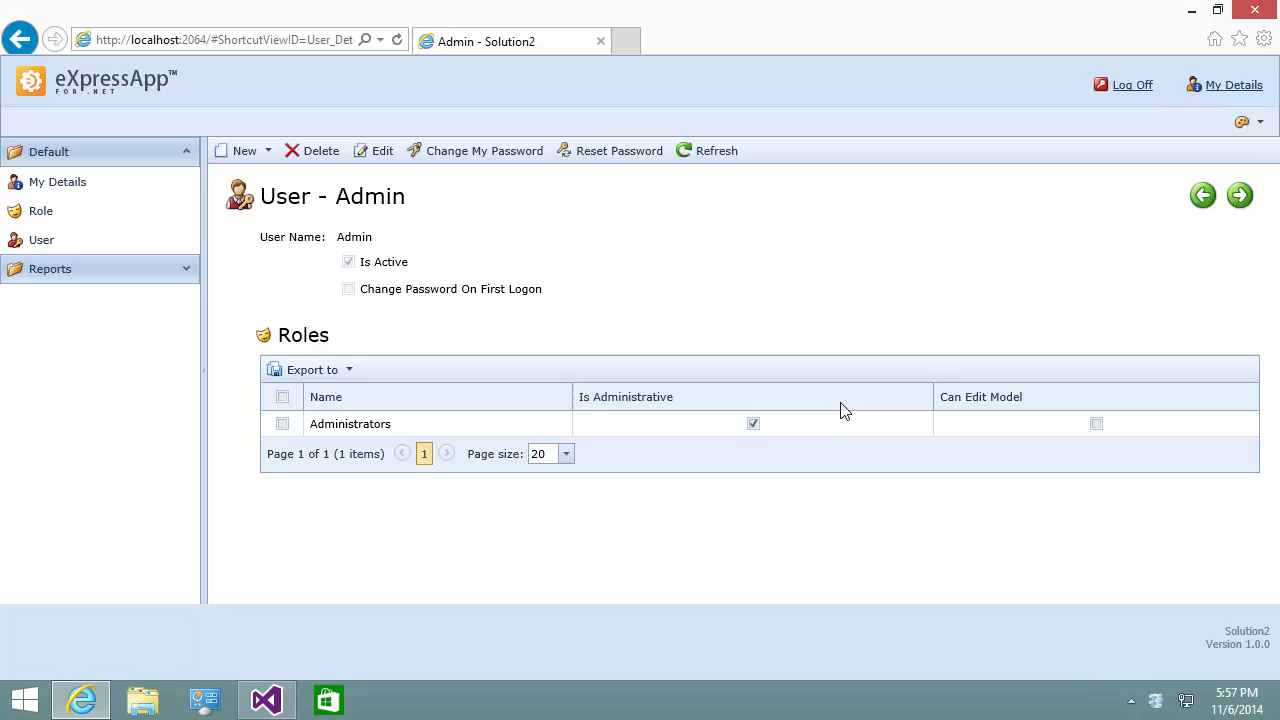 http://localhost:2064/#ShortcutViewID=User_Det
Admin - Solution2
eXpressApp™
FOR .NET
Log Off
My Details
Default
My Details
Role
User
Reports
New
Delete
Edit
Change My Password
Reset Password
Refresh
User - Admin
User Name: Admin
Is Active
Change Password On First Logon
Roles
Export to
Name Is Administrative Can Edit Model
Administrators
Page 1 of 1 (1 items) 1 Page size: 20
Solution2
Version 1.0.0
5:57 PM
11/6/2014